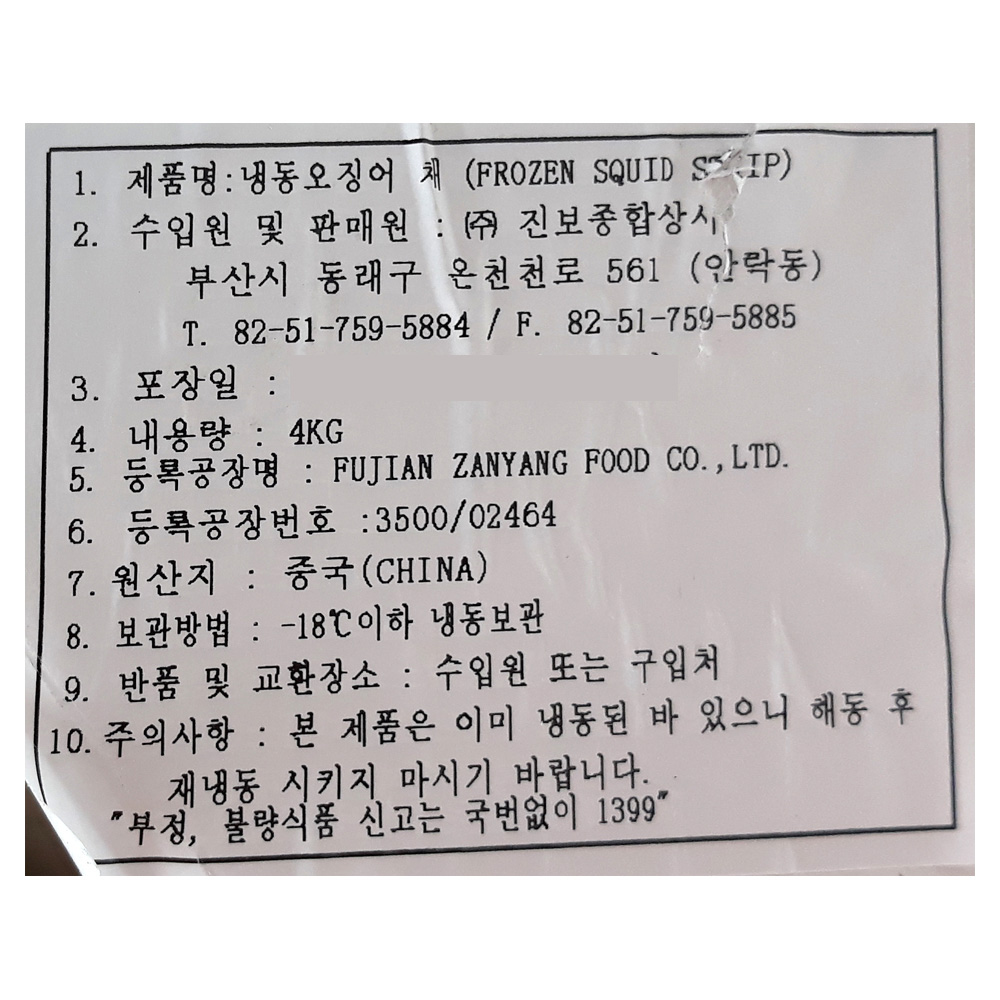 1. 제품명:냉동오징어 채 (FROZEN SQUID
2. 수입원 및 판매원 : ㈜
부산시 동래구 온천천로 561 (안락동)
T. 82-51-759-5884 / F. 82-51-759-5885
3. 포장일 :
4. 내용량 : 4KG
5. 등록공장명 : FUJIAN ZANYANG FOOD CO.,LTD.
6. 등록공장번호 :3500/02464
7. 원산지 : 중국(CHINA)
8. 보관방법 : -18℃이하 냉동보관
9. 반품 및 교환장소 : 수입원 또는 구입처
10. 주의사항 : 본 제품은 이미 냉동된 바 있으니 해동 후
재냉동 시키지 마시기 바랍니다.
"부정, 불량식품 신고는 국번없이 1399"